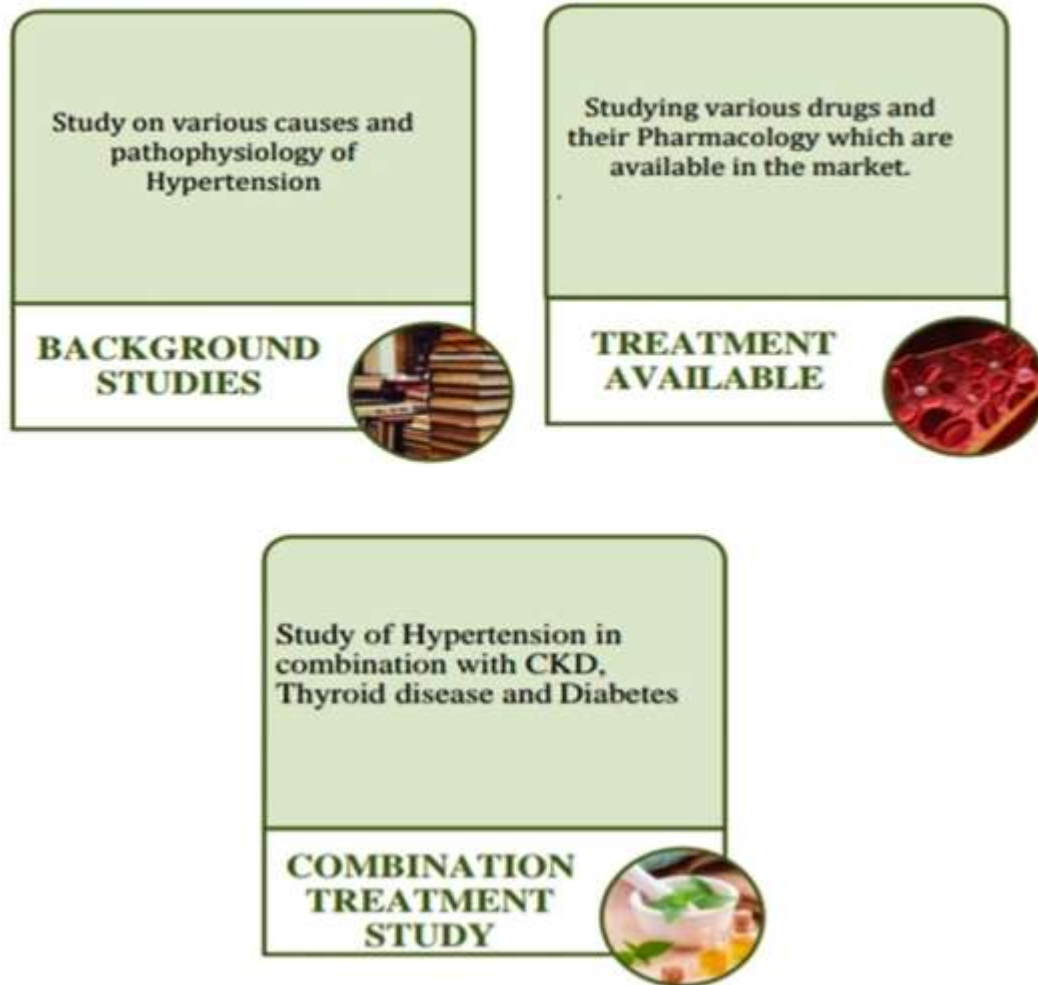 Study on various causes and
pathophysiology of
Hypertension
BACKGROUND
STUDIES
Studying various drugs and
their Pharmacology which are
available in the market.
.
TREATMENT
AVAILABLE
Study of Hypertension in
combination with CKD,
Thyroid disease and Diabetes
COMBINATION
TREATMENT
STUDY